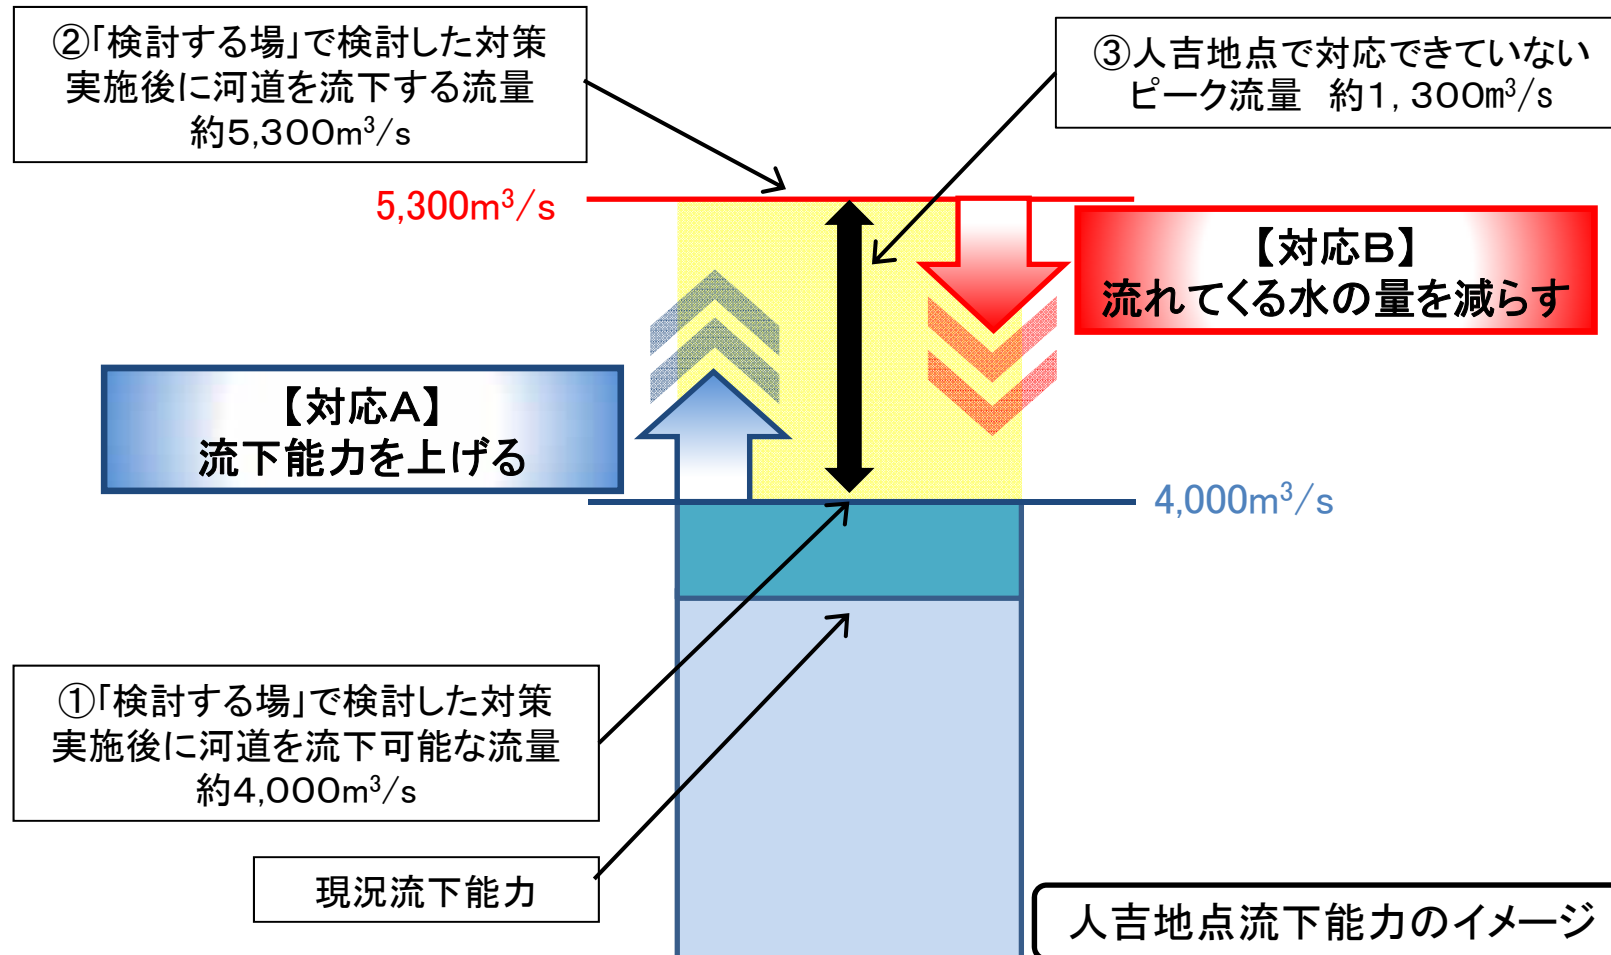 ②「検討する場」で検討した対策
実施後に河道を流下する流量
約5,300m³/s
③人吉地点で対応できていない
ピーク流量 約1,300m³/s
5,300m³/s
【対応B】
流れてくる水の量を減らす
【対応A】
流下能力を上げる
4,000m³/s
①「検討する場」で検討した対策
実施後に河道を流下可能な流量
約4,000m³/s
現況流下能力
人吉地点流下能力のイメージ